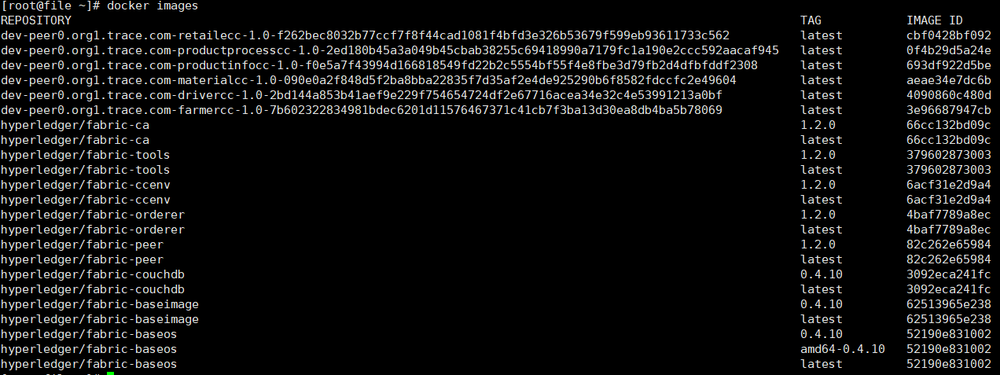 [root@file ~]# docker images
REPOSITORY TAG IMAGE ID
dev-peer0.org1.trace.com-retailecc-1.0-f262bec8032b77ccf7f8f44cad1081f4bfd3e326b53679f599eb93611733c562 latest cbf0428bf092
dev-peer0.org1.trace.com-productprocesscc-1.0-2ed180b45a3a049b45cbab38255c69418990a7179fc1a190e2ccc592aacaf945 latest 0f4b29d5a24e
dev-peer0.org1.trace.com-productinfocc-1.0-f0e5a7f43994d166818549fd22b2c5554bf55f4e8fbe3d79fb2d4dfbfddf2308 latest 693df922d5be
dev-peer0.org1.trace.com-materialcc-1.0-090e0a2f848d5f2ba8bba22835f7d35af2e4de925290b6f8582fdccfc2e49604 latest aeae34e7dc6b
dev-peer0.org1.trace.com-drivercc-1.0-2bd144a853b41aef9e229f754654724df2e67716acea34e32c4e53991213a0bf latest 4090860c480d
dev-peer0.org1.trace.com-farmercc-1.0-7b602322834981bdec6201d11576467371c41cb7f3ba13d30ea8db4ba5b78069 latest 3e96687947cb
hyperledger/fabric-ca 1.2.0 66cc132bd09c
hyperledger/fabric-ca latest 66cc132bd09c
hyperledger/fabric-tools 1.2.0 379602873003
hyperledger/fabric-tools latest 379602873003
hyperledger/fabric-ccenv 1.2.0 6acf31e2d9a4
hyperledger/fabric-ccenv latest 6acf31e2d9a4
hyperledger/fabric-orderer 1.2.0 4baf7789a8ec
hyperledger/fabric-orderer latest 4baf7789a8ec
hyperledger/fabric-peer 1.2.0 82c262e65984
hyperledger/fabric-peer latest 82c262e65984
hyperledger/fabric-couchdb 0.4.10 3092eca241fc
hyperledger/fabric-couchdb latest 3092eca241fc
hyperledger/fabric-baseimage 0.4.10 62513965e238
hyperledger/fabric-baseimage latest 62513965e238
hyperledger/fabric-baseos 0.4.10 52190e831002
hyperledger/fabric-baseos amd64-0.4.10 52190e831002
hyperledger/fabric-baseos latest 52190e831002